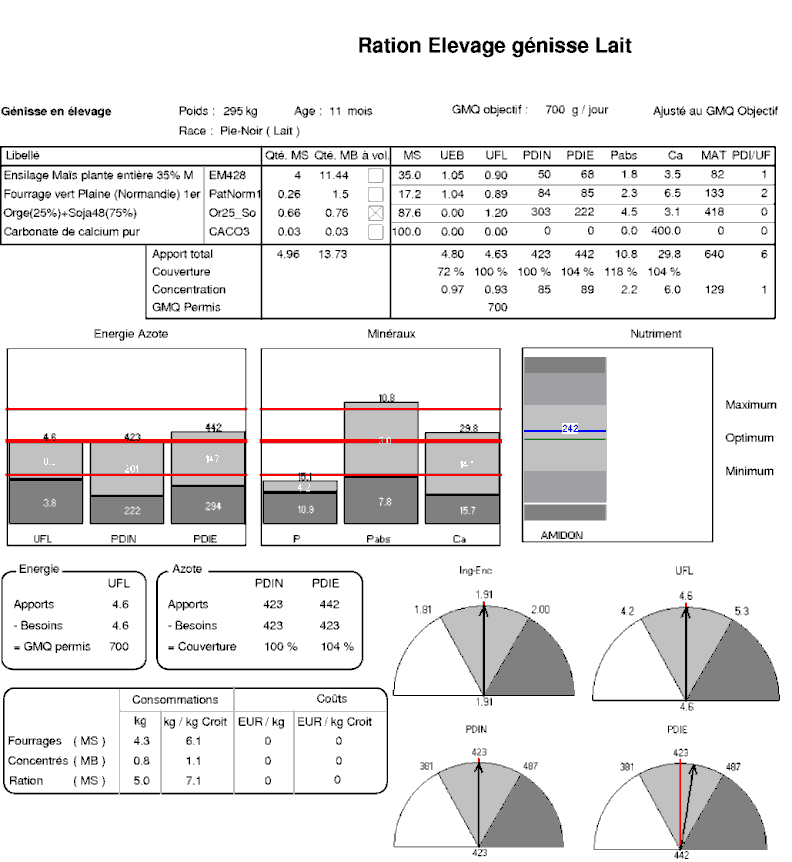 Ration Elevage génisse Lait
Génisse en élevage Poids : 295 kg Age : 11 mois GMQ objectif : 700 g / jour Ajusté au GMQ Objectif
Race : Pie-Noir ( Lait )
Libellé Qté. MS Qté. MB à vol. MS UEB UFL PDIN PDIE Pabs Ca MAT PDI/UF
Ensilage Maïs plante entière 35% M EM428 4 11.44 35.0 1.05 0.90 50 68 1.8 3.5 82 1
Fourrage vert Plaine (Normandie) 1er PatNorm1 0.26 1.5 17.2 1.04 0.89 84 85 2.3 6.5 133 2
Orge(25%)+Soja48(75%) Or25_So 0.66 0.76 87.6 0.00 1.20 303 222 4.5 3.1 418 0
Carbonate de calcium pur CACO3 0.03 0.03 100.0 0.00 0.00 0 0 0.0 400.0 0 0
Apport total 4.96 13.73 4.80 4.63 423 442 10.8 29.8 640 6
Couverture 72 % 100 % 100 % 104 % 118 % 104 %
Concentration 0.97 0.93 85 89 2.2 6.0 129 1
GMQ Permis 700
Energie Azote Minéraux Nutriment
10.8
Maximum
4.6 423 442 29.8 242
201 147 3.0 Optimum
15.1 Minimum
4.2
3.8 222 294 10.9 7.8 15.7
UFL PDIN PDIE P Pabs Ca AMIDON
Energie Azote
UFL PDIN PDIE
Apports 4.6 Apports 423 442
- Besoins 4.6 - Besoins 423 423
= GMQ permis 700 = Couverture 100 % 104 %
Ing-Enc UFL
1.91 4.6
1.81 2.00 4.2 5.3
1.91 4.6
Consommations Coûts
kg kg / kg Croit EUR / kg EUR / kg Croit
Fourrages ( MS ) 4.3 6.1 0 0
Concentrés ( MB ) 0.8 1.1 0 0
Ration ( MS ) 5.0 7.1 0 0
PDIN PDIE
423 423
381 487 381 487
423 442